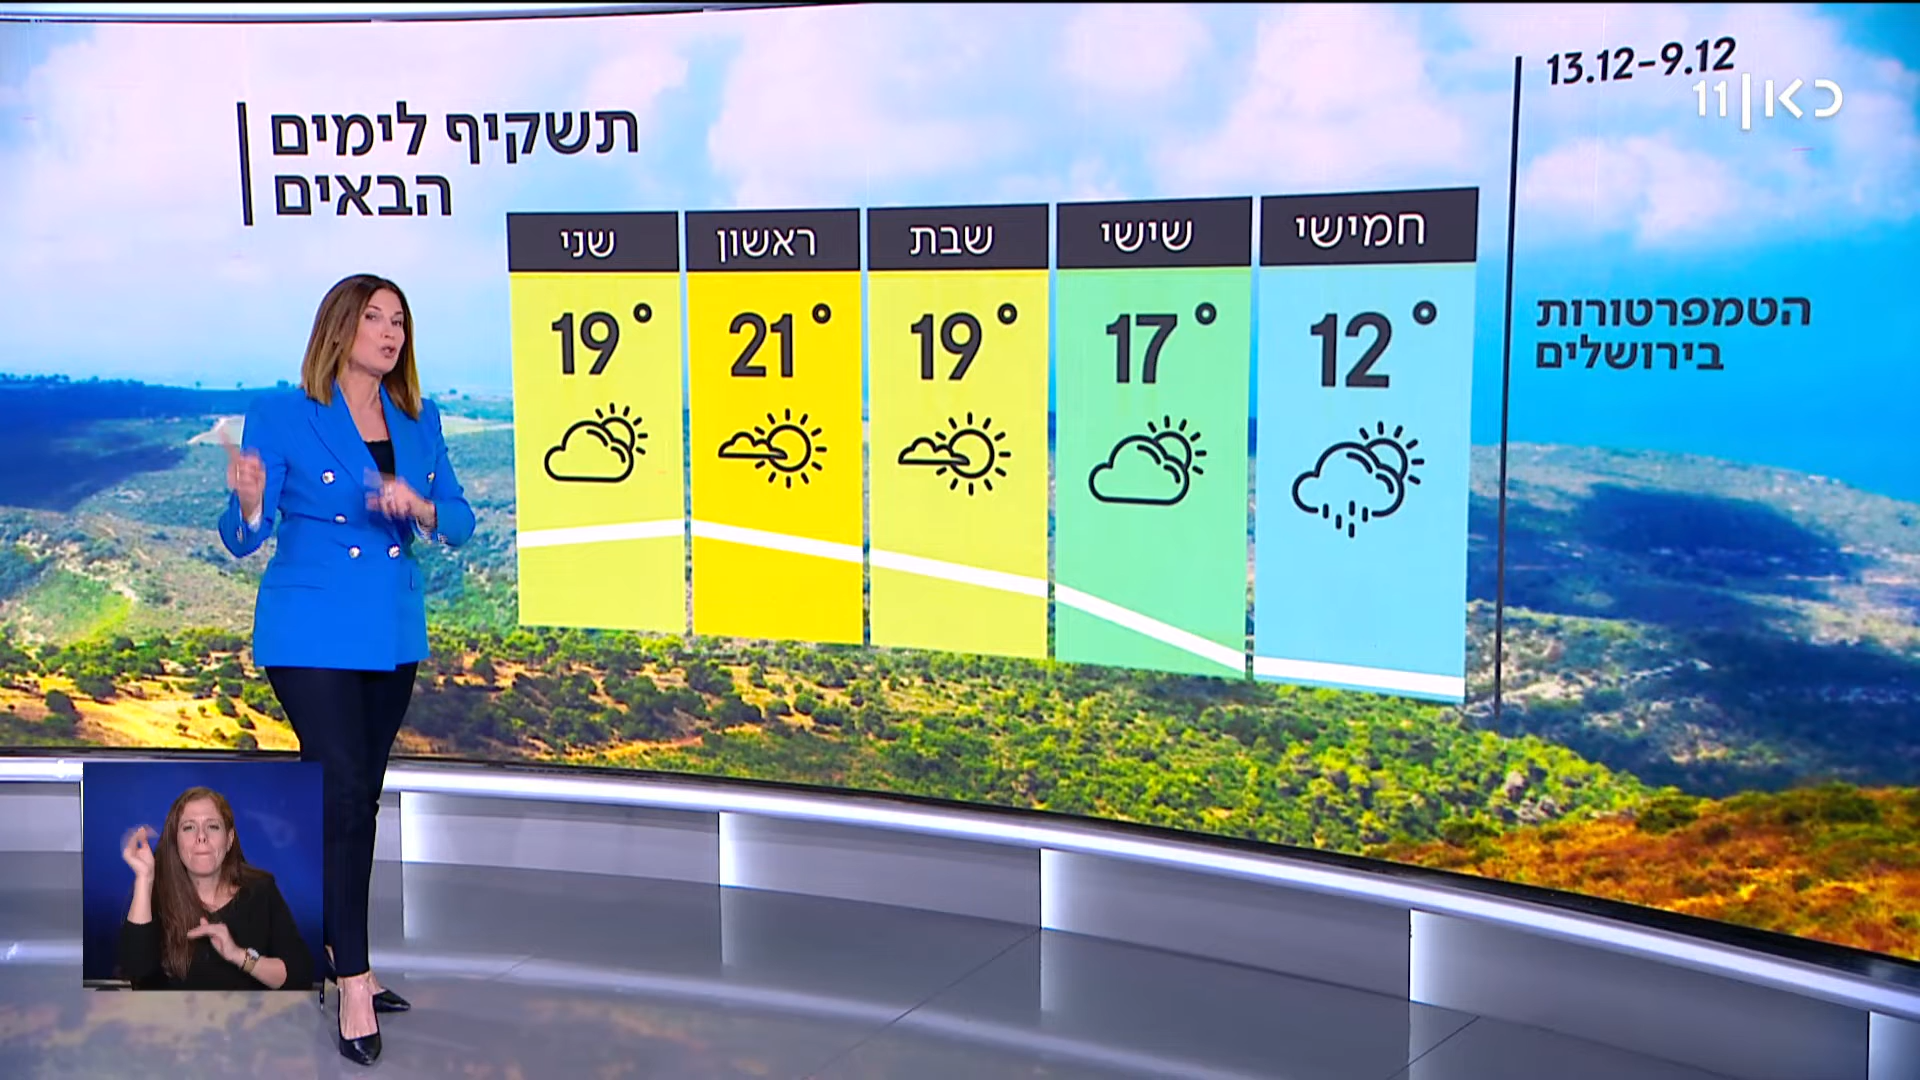 13.12-9.12
כאן 11
תשקיף לימים
הבאים
חמישי
שישי
שבת
ראשון
שני
12°
17°
19°
21°
19°
הטמפרטורות
בירושלים